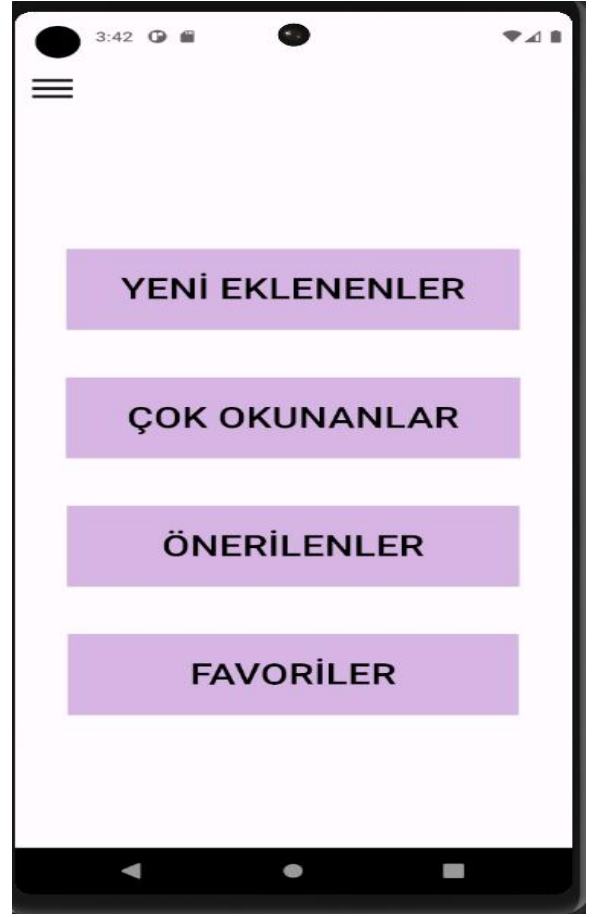 3:42
YENİ EKLENENLER
ÇOK OKUNANLAR
ÖNERİLENLER
FAVORİLER